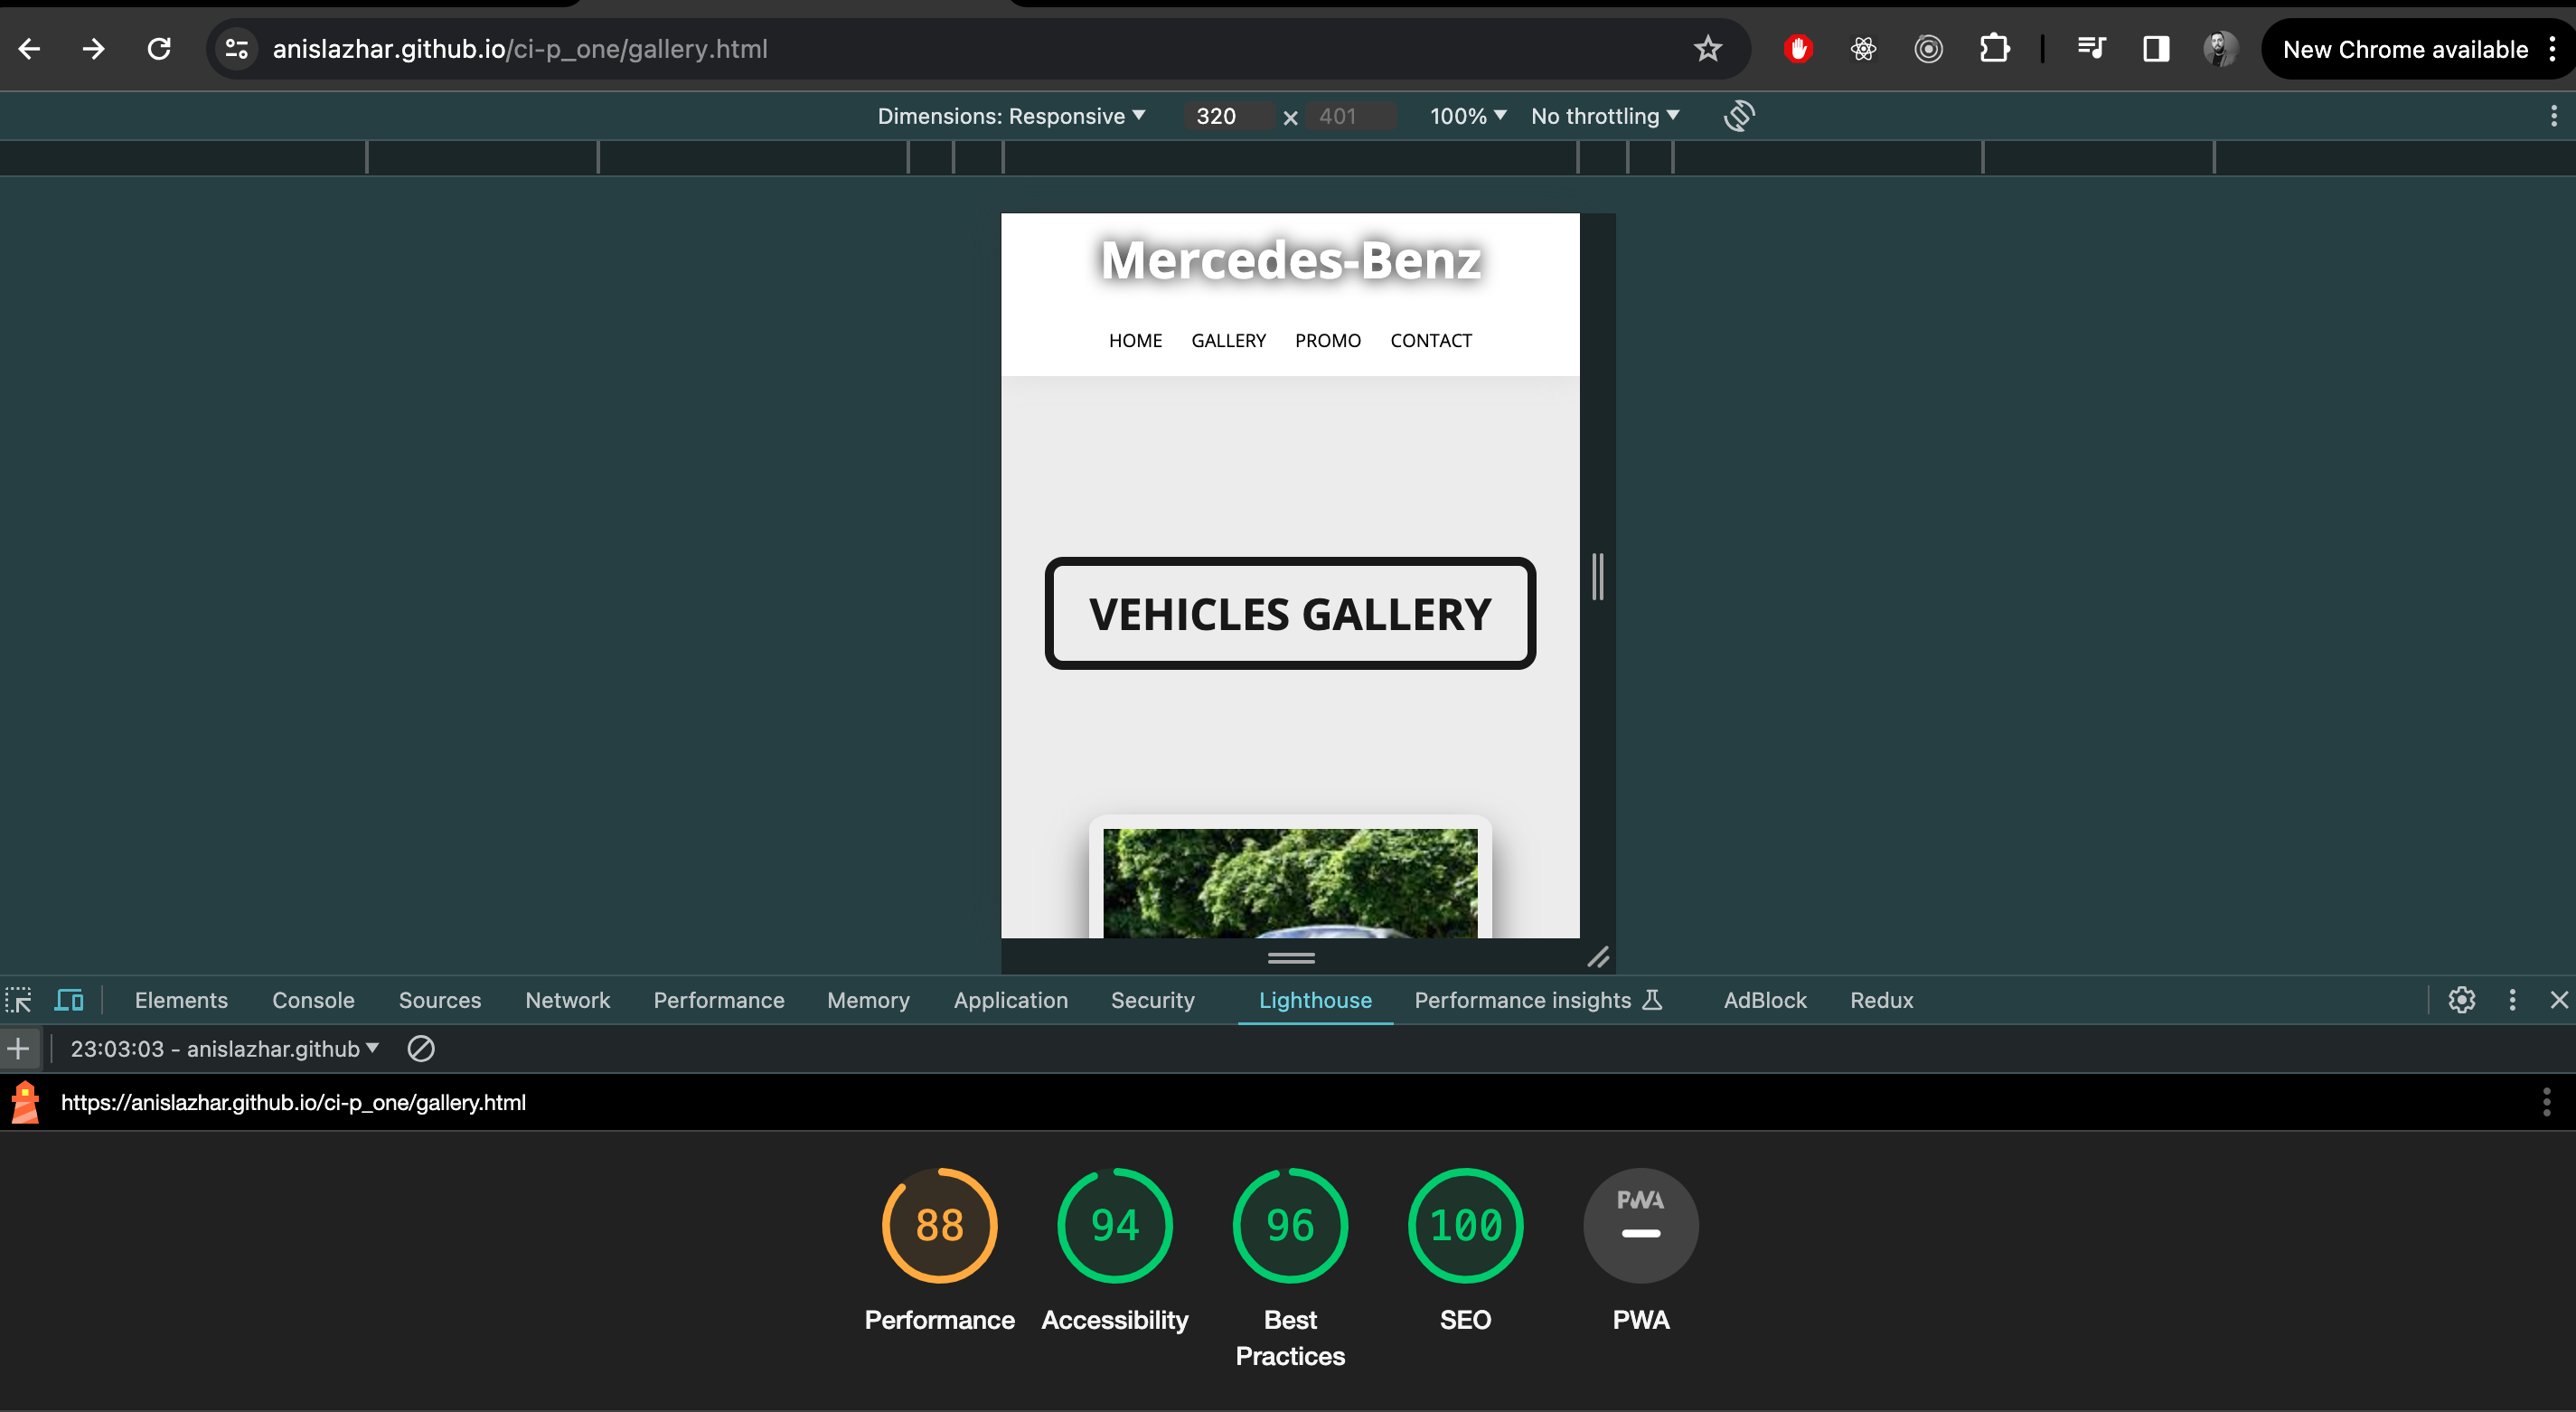 anislazhar.github.io/ci-p_one/gallery.html
New Chrome available
Dimensions: Responsive 320 × 401 100% No throttling
Mercedes-Benz
HOME GALLERY PROMO CONTACT
VEHICLES GALLERY
Elements Console Sources Network Performance Memory Application Security Lighthouse Performance insights AdBlock Redux
23:03:03 - anislazhar.github
https://anislazhar.github.io/ci-p_one/gallery.html
88 94 96 100 PWA
Performance Accessibility Best Practices SEO PWA